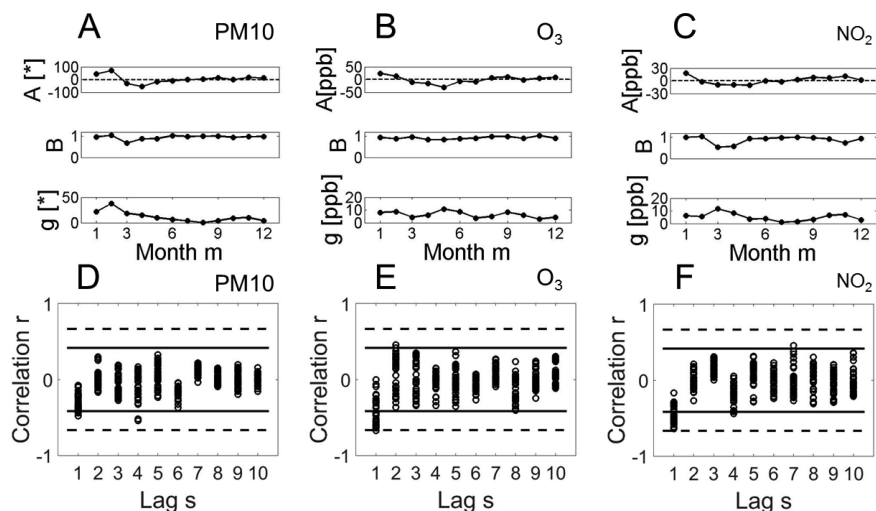 A PM10
B O3
C NO2
A [*]
100
0
-100
A[ppb]
50
0
-50
A[ppb]
30
0
-30
B
1
0
B
1
0
B
1
0
g [*]
50
0
g [ppb]
20
10
0
g [ppb]
20
10
0
1 3 6 9 12
1 3 6 9 12
1 3 6 9 12
Month m
Month m
Month m
D PM10
E O3
F NO2
Correlation r
1
0
-1
Correlation r
1
0
-1
Correlation r
1
0
-1
1 2 3 4 5 6 7 8 9 10
1 2 3 4 5 6 7 8 9 10
1 2 3 4 5 6 7 8 9 10
Lag s
Lag s
Lag s